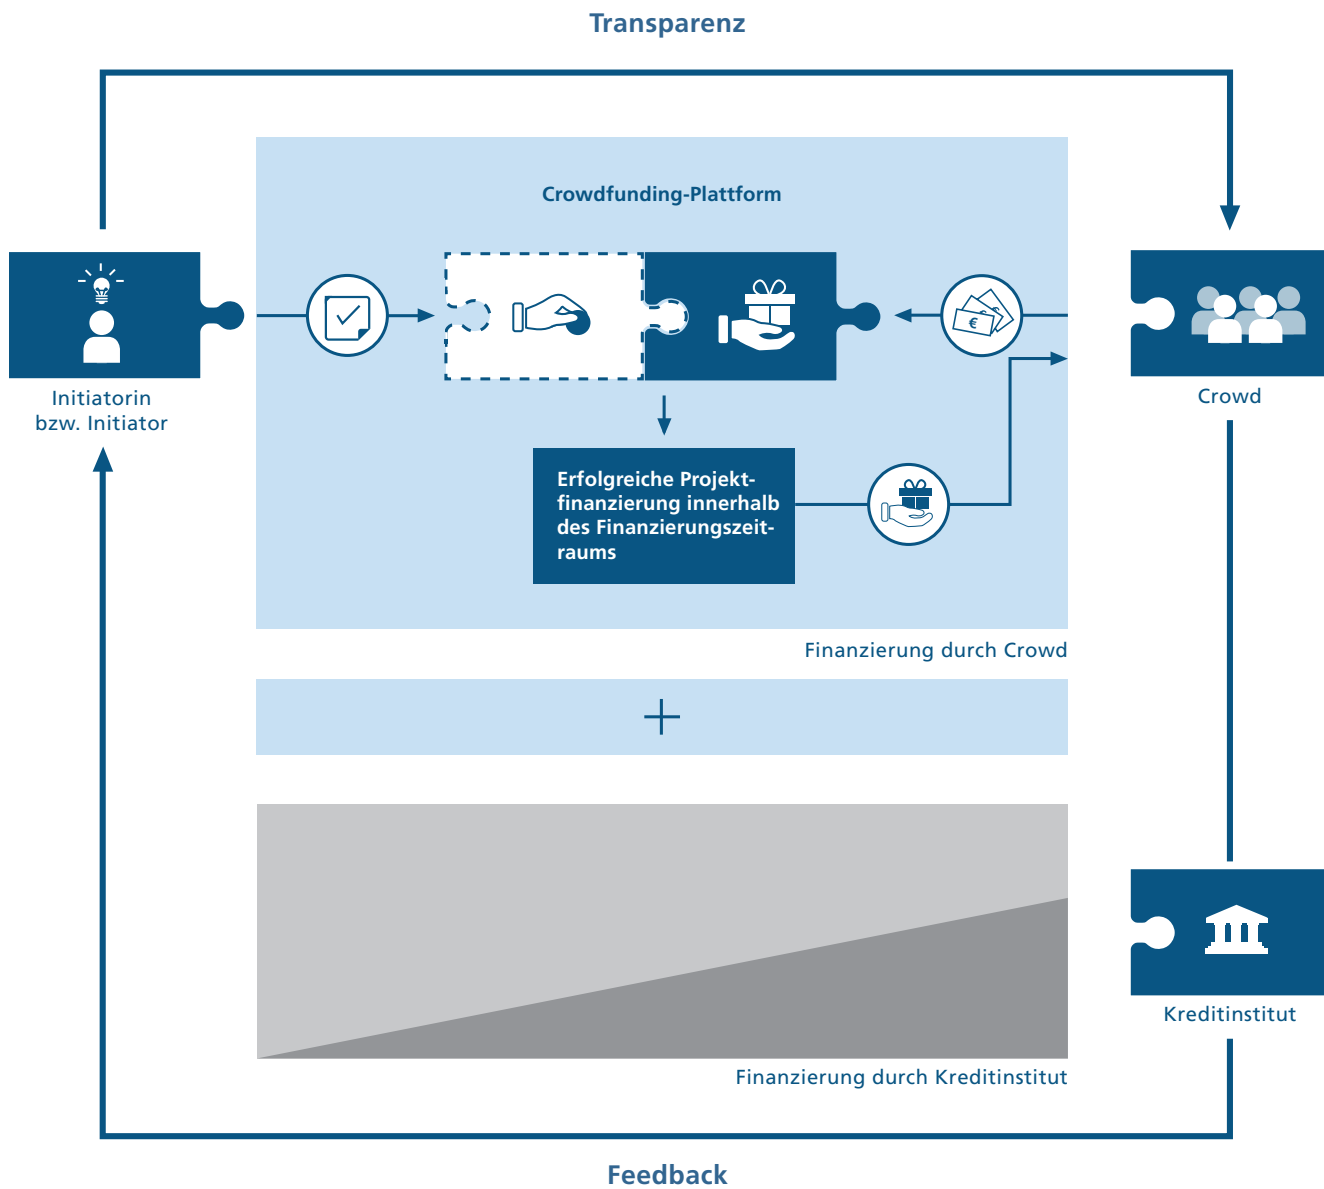 Transparenz
Crowdfunding-Plattform
Initiatorin
bzw. Initiator
€
€
€
Crowd
Erfolgreiche Projekt-
finanzierung innerhalb
des Finanzierungszeit-
raums
Finanzierung durch Crowd
+
Kreditinstitut
Finanzierung durch Kreditinstitut
Feedback